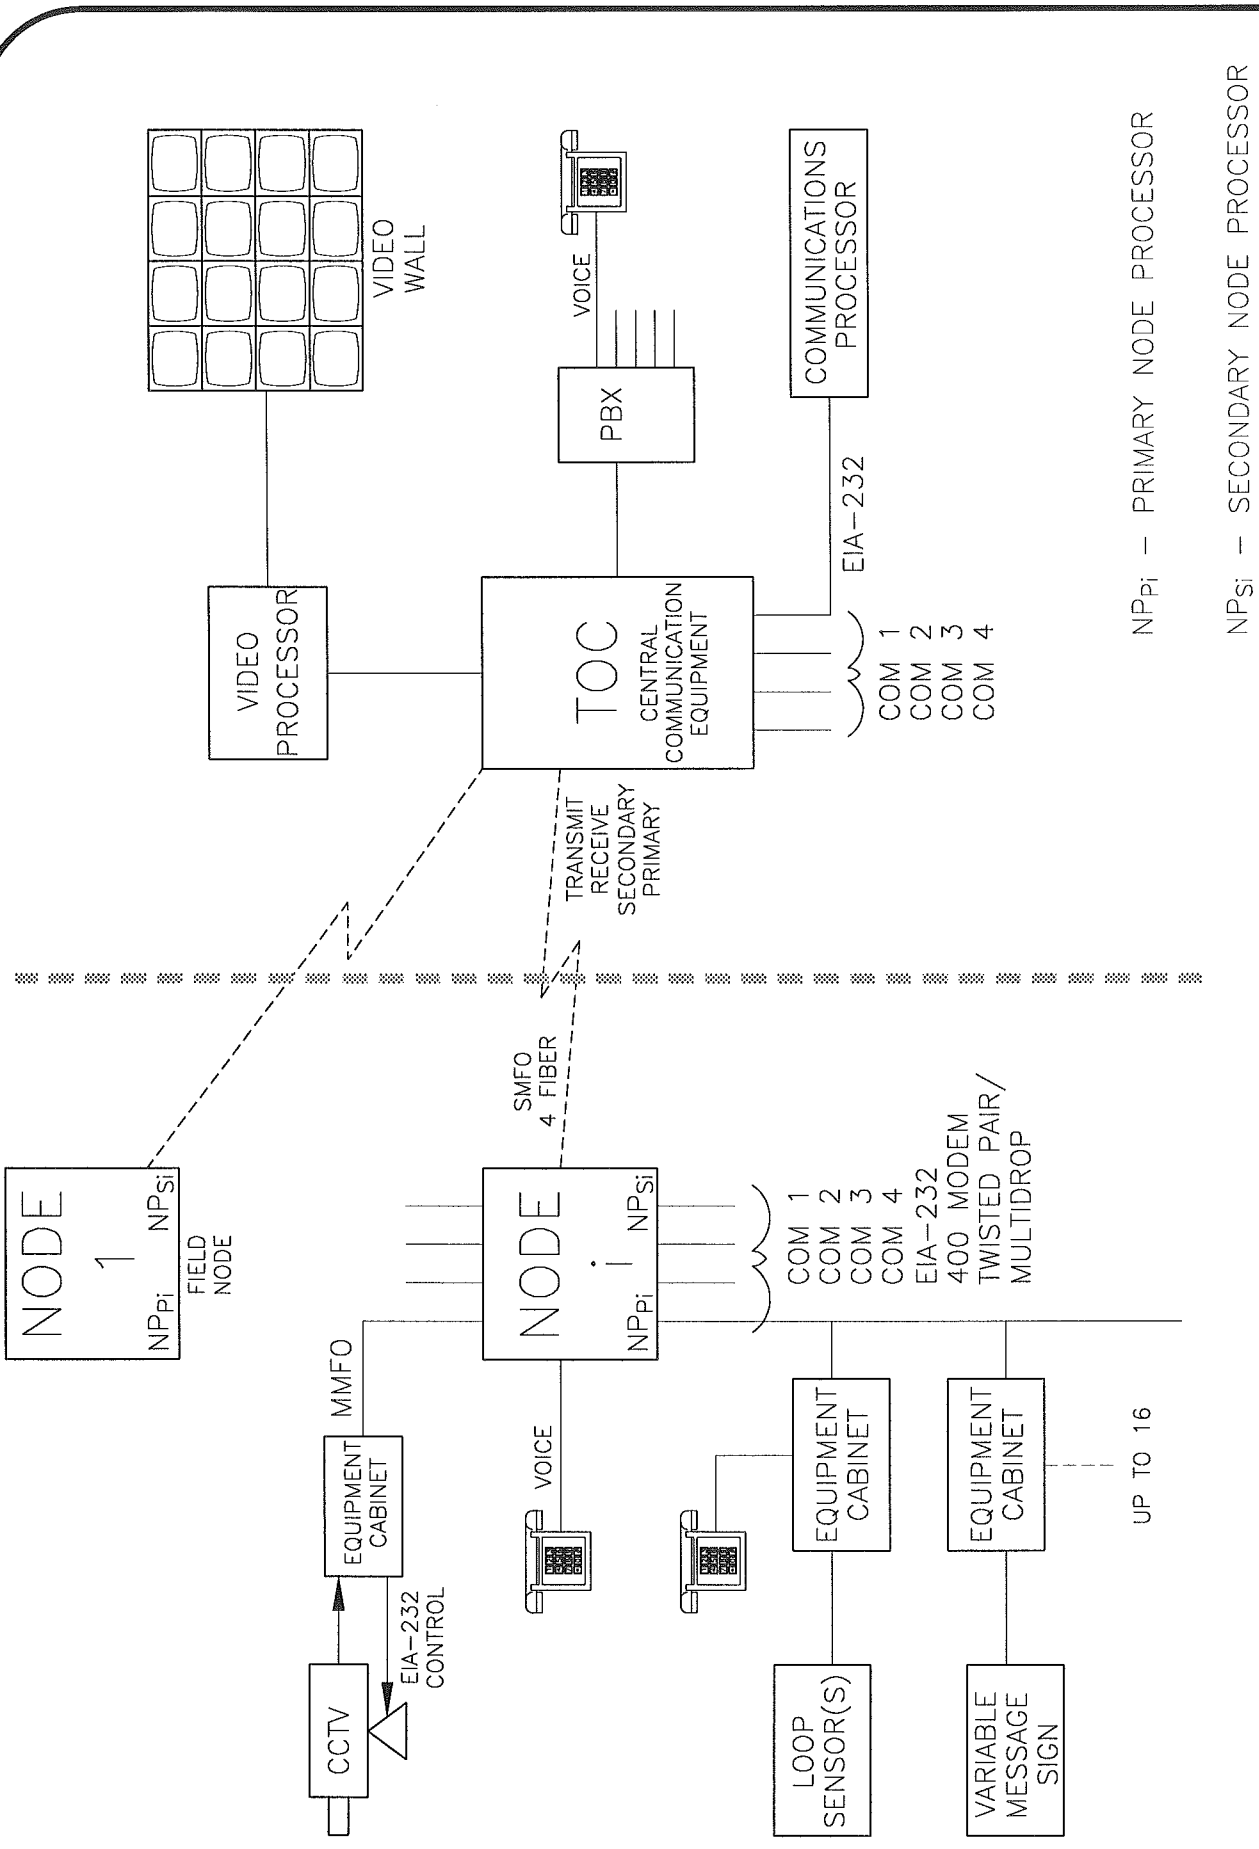 NODE
1
NPPi NPSi
FIELD
NODE
VIDEO
PROCESSOR
VIDEO
WALL
MMFO
EQUIPMENT
CABINET
CCTV
EIA-232
CONTROL
VOICE
NODE
i
NPPi NPSi
SMFO
4 FIBER
TRANSMIT
RECEIVE
SECONDARY
PRIMARY
TOC
CENTRAL
COMMUNICATION
EQUIPMENT
PBX
VOICE
COM 1
COM 2
COM 3
COM 4
EIA-232
400 MODEM
TWISTED PAIR/
MULTIDROP
COM 1
COM 2
COM 3
COM 4
EIA-232
COMMUNICATIONS
PROCESSOR
LOOP
SENSOR(S)
EQUIPMENT
CABINET
VARIABLE
MESSAGE
SIGN
EQUIPMENT
CABINET
UP TO 16
NPPi - PRIMARY NODE PROCESSOR
NPSi - SECONDARY NODE PROCESSOR